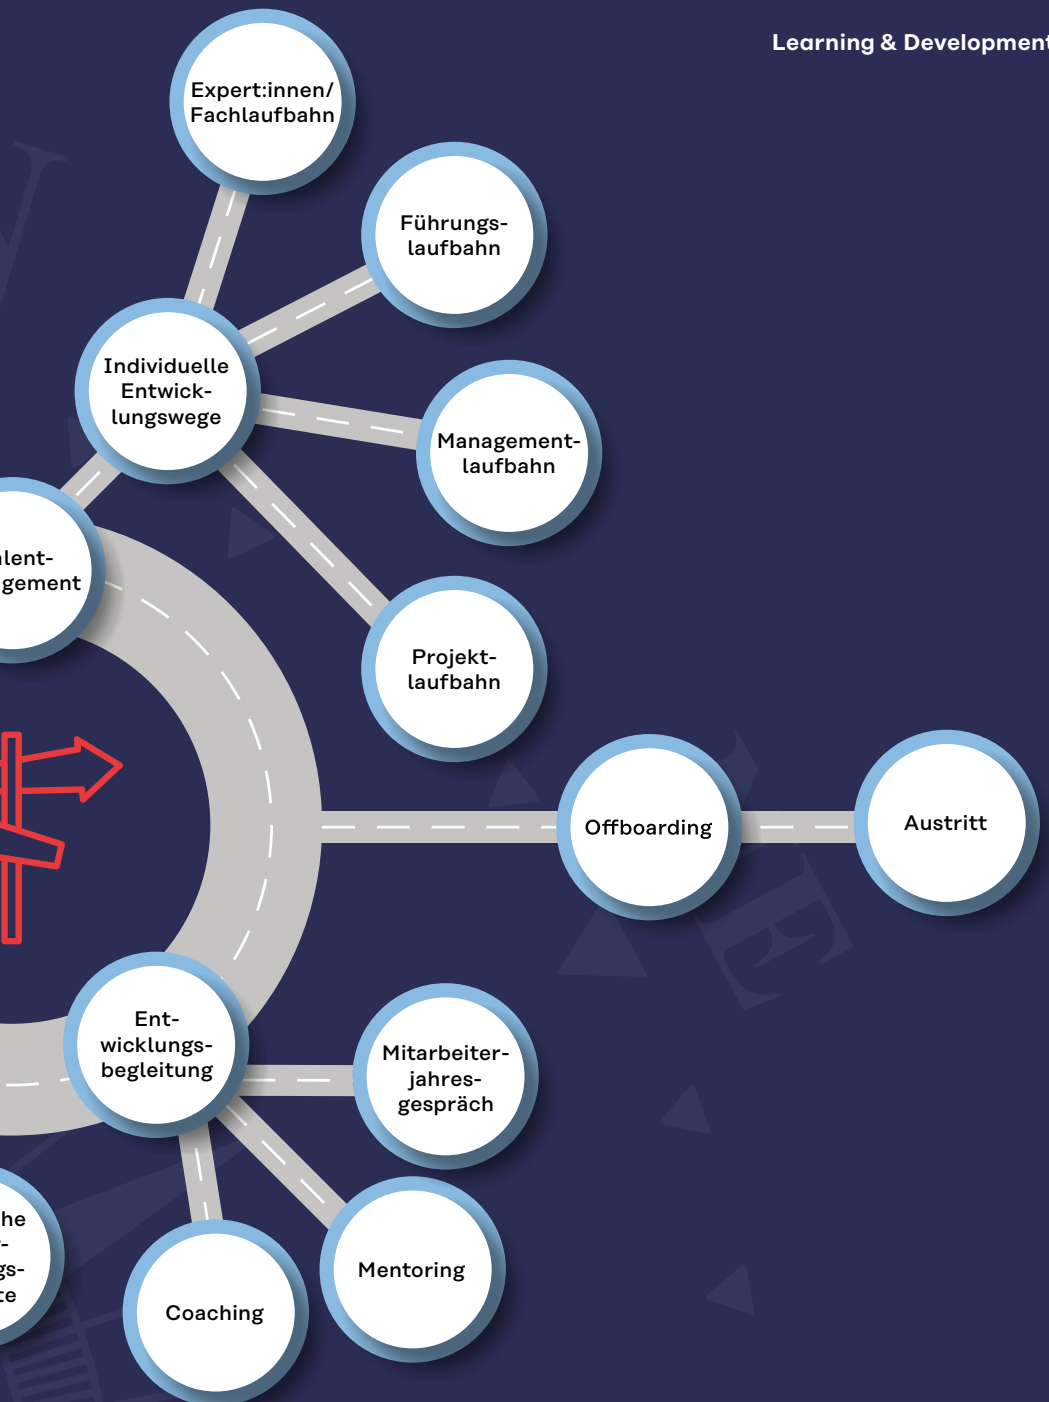 Learning & Development
Expert:innen/
Fachlaufbahn
Führungs-
laufbahn
Individuelle
Entwick-
lungswege
Management-
laufbahn
gement
Projekt-
laufbahn
Offboarding
Austritt
Ent-
wicklungs-
begleitung
Mitarbeiter-
jahres-
gespräch
Mentoring
Coaching